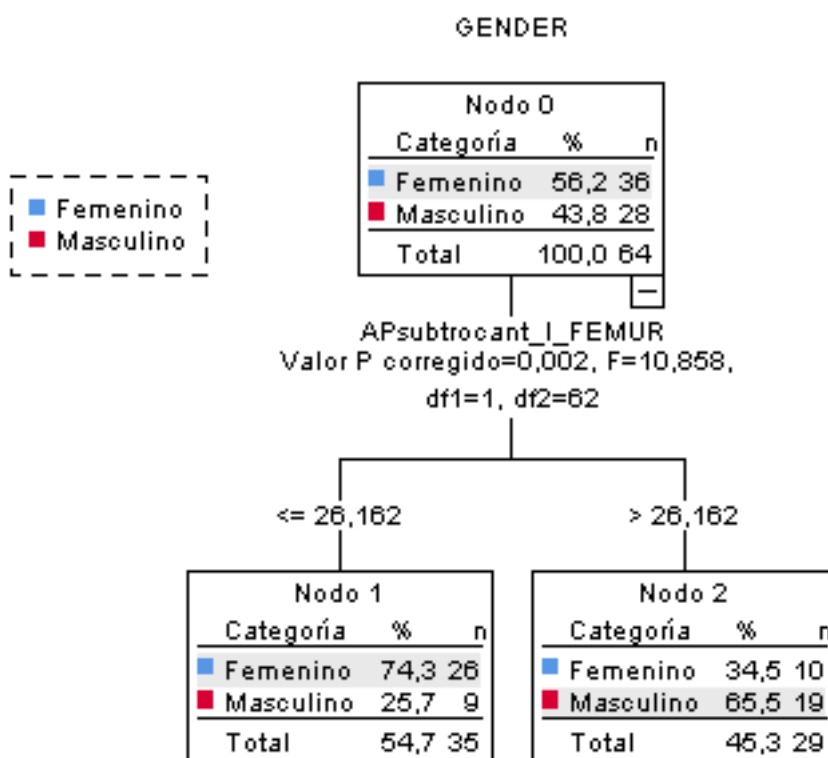 GENDER
Nodo 0
Categoría % n
Femenino 56,2 36
Masculino 43,8 28
Total 100,0 64
Femenino
Masculino
APsubtrocant_I_FEMUR
Valor P corregido=0,002, F=10,858,
df1=1, df2=62
<= 26,162
> 26,162
Nodo 1
Categoría % n
Femenino 74,3 26
Masculino 25,7 9
Total 54,7 35
Nodo 2
Categoría % n
Femenino 34,5 10
Masculino 65,5 19
Total 45,3 29